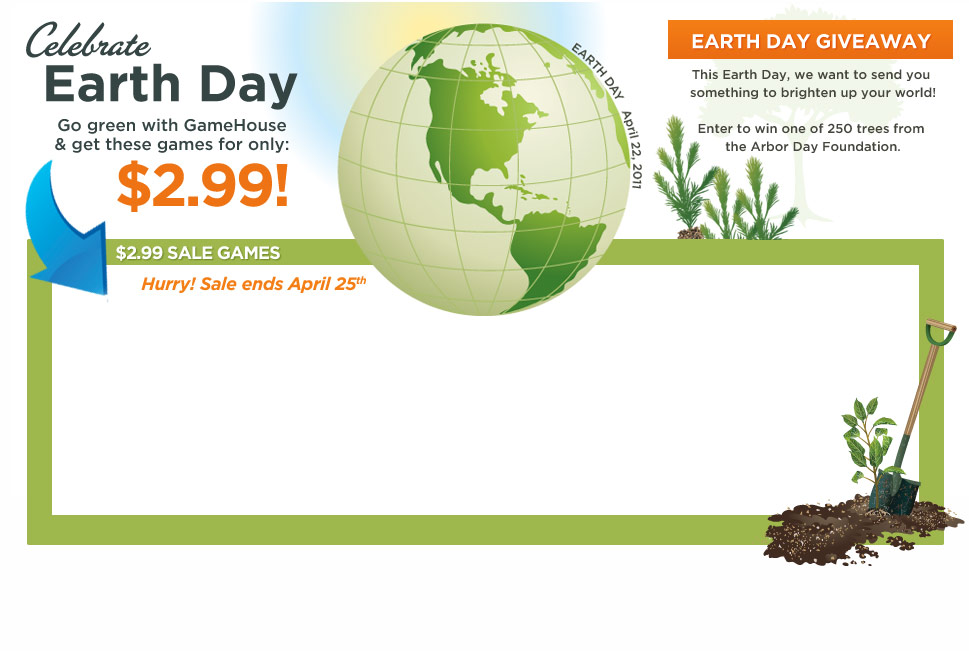 Celebrate
Earth Day
Go green with GameHouse
& get these games for only:
$2.99!
EARTH DAY April 22, 2011
EARTH DAY GIVEAWAY
This Earth Day, we want to send you
something to brighten up your world!
Enter to win one of 250 trees from
the Arbor Day Foundation.
$2.99 SALE GAMES
Hurry! Sale ends April 25th